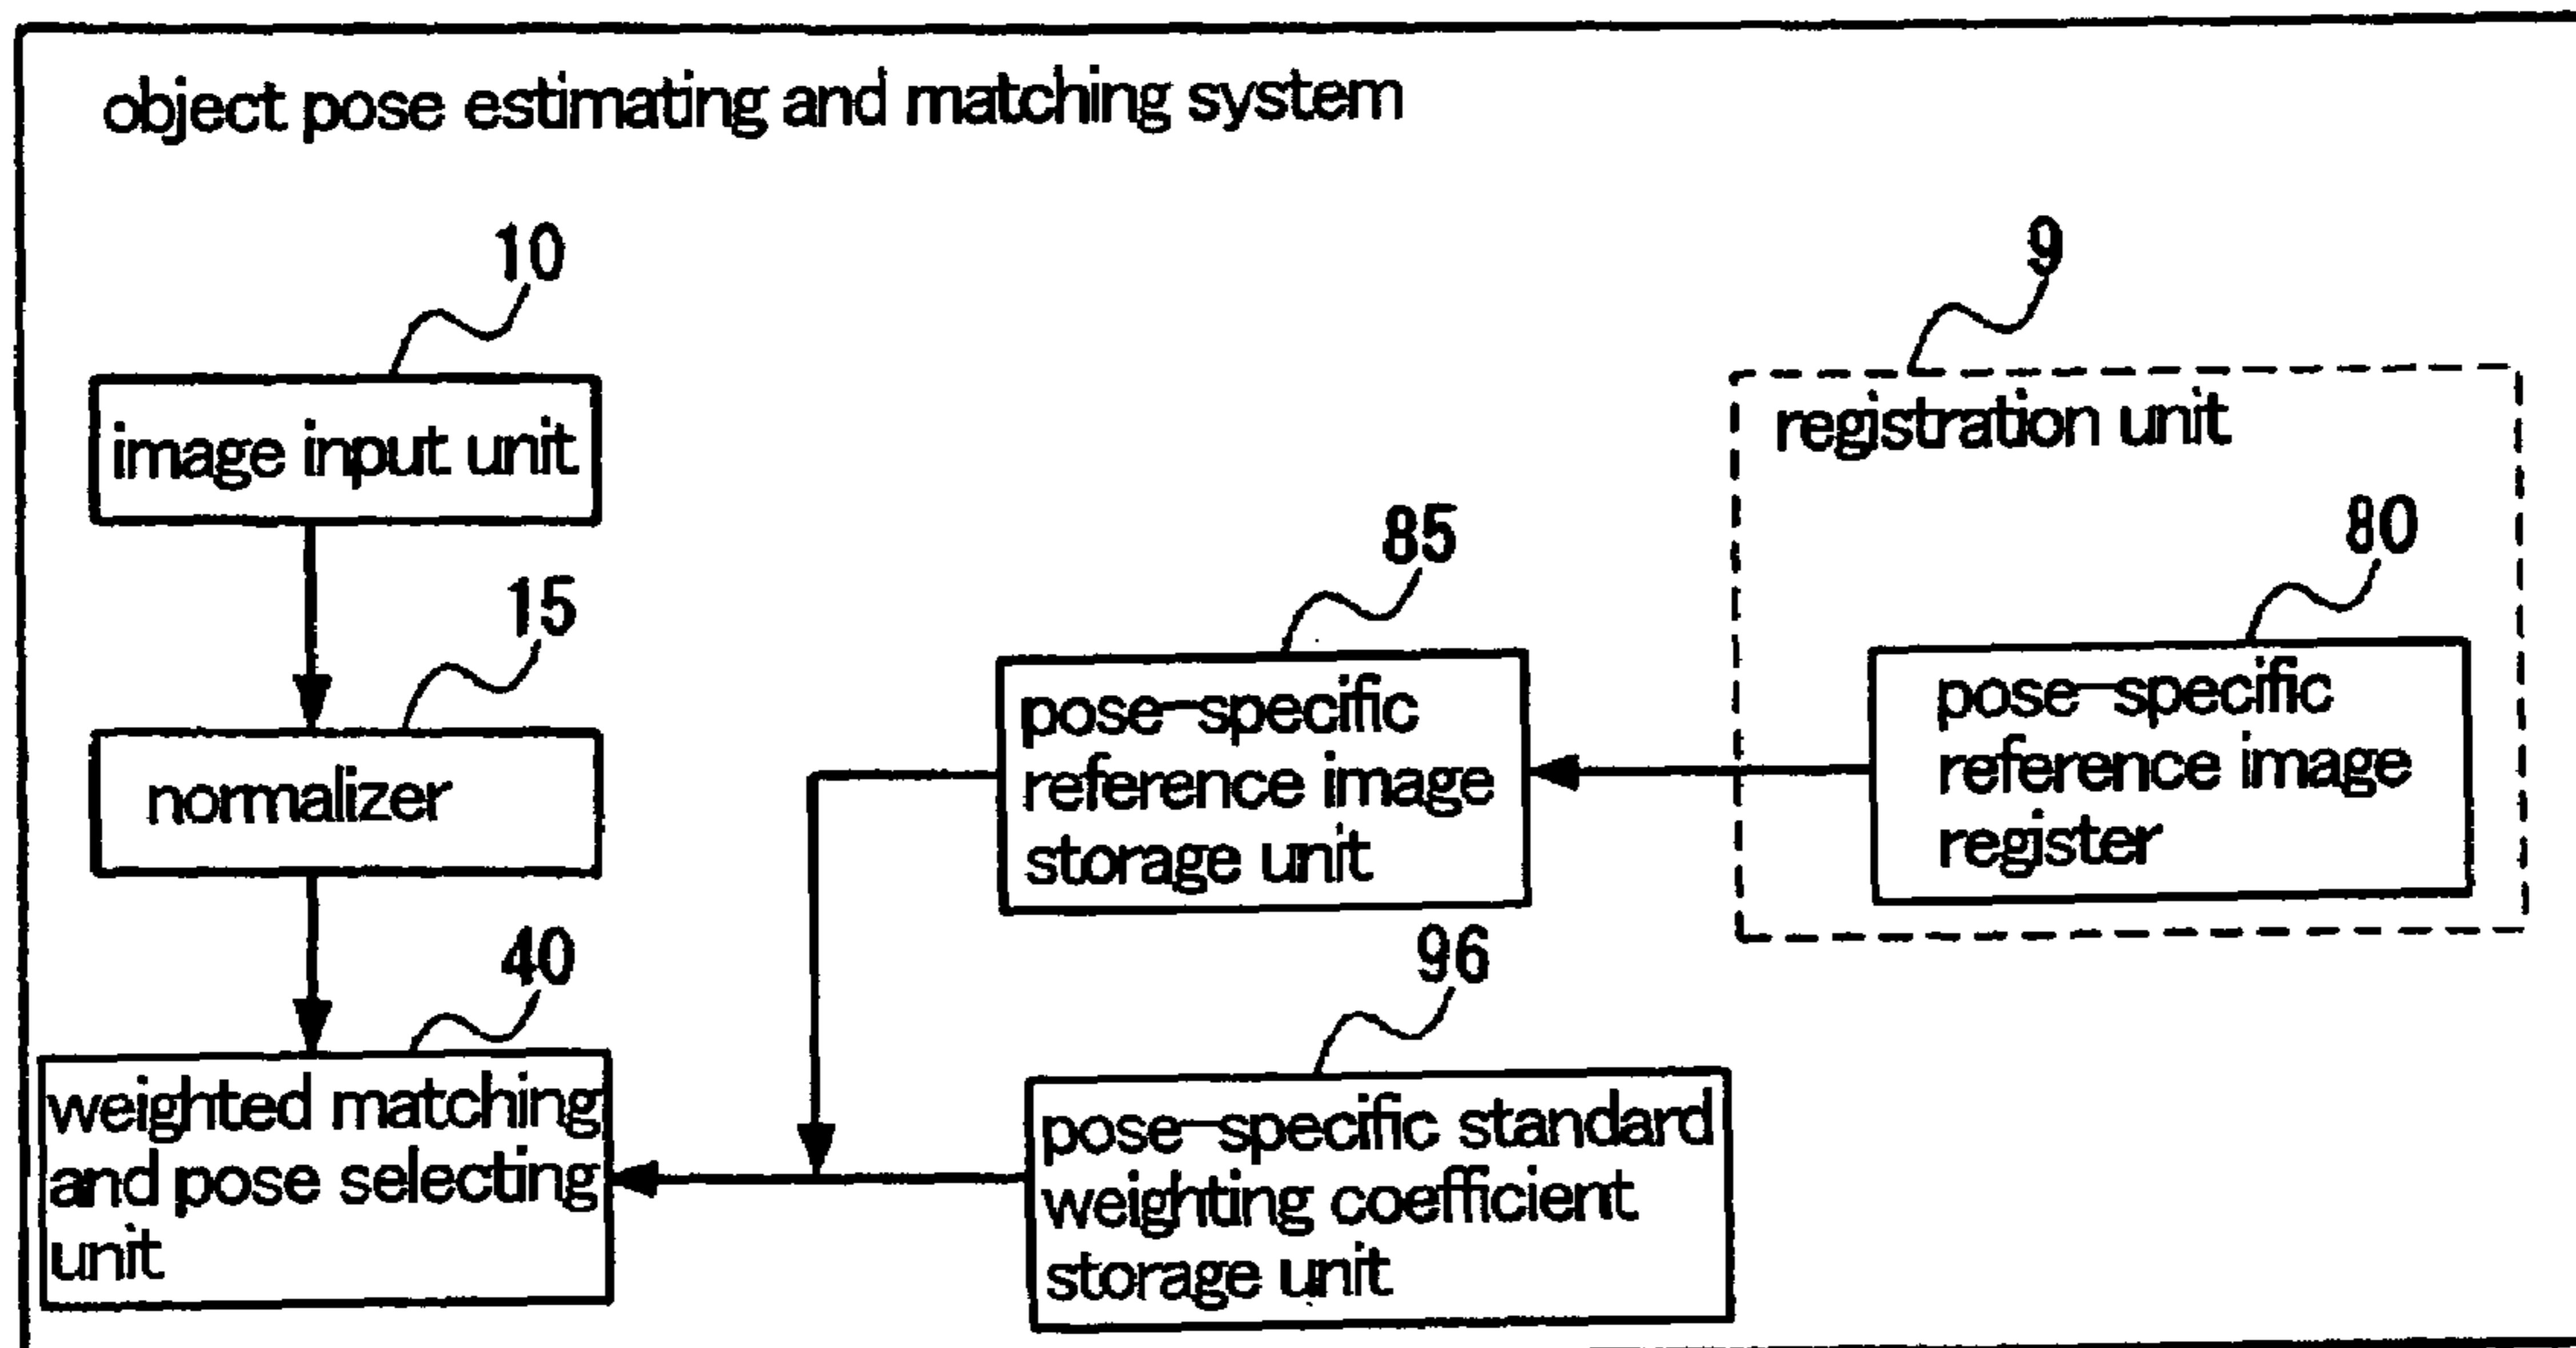 object pose estimating and matching system
10
image input unit
15
normalizer
40
weighted matching
and pose selecting
unit
85
pose-specific
reference image
storage unit
96
pose-specific standard
weighting coefficient
storage unit
9
registration unit
80
pose-specific
reference image
register